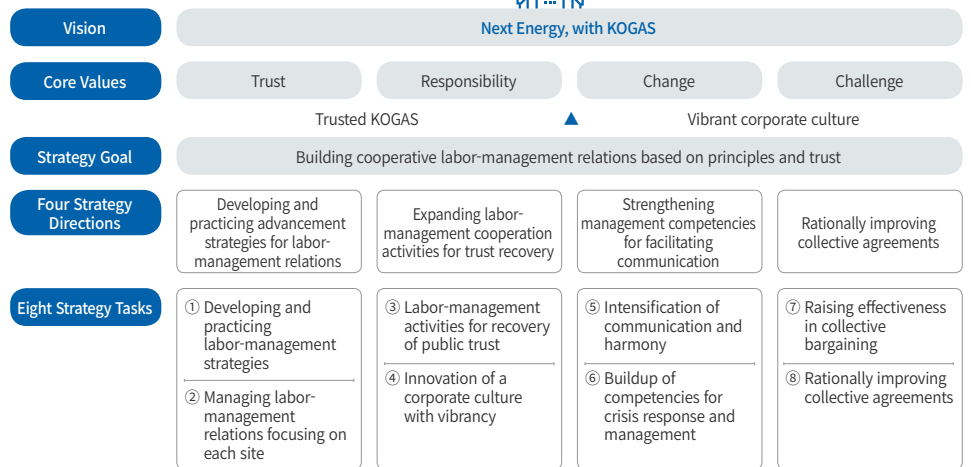 Vision
Next Energy, with KOGAS
Core Values
Trust
Responsibility
Change
Challenge
Trusted KOGAS
▲
Vibrant corporate culture
Strategy Goal
Building cooperative labor-management relations based on principles and trust
Four Strategy
Directions
Developing and
practicing advancement
strategies for labor-
management relations
Expanding labor-
management cooperation
activities for trust recovery
Strengthening
management competencies
for facilitating
communication
Rationally improving
collective agreements
Eight Strategy Tasks
① Developing and
practicing
labor-management
strategies
② Managing labor-
management
relations focusing on
each site
③ Labor-management
activities for recovery
of public trust
④ Innovation of a
corporate culture
with vibrancy
⑤ Intensification of
communication and
harmony
⑥ Buildup of
competencies for
crisis response and
management
⑦ Raising effectiveness
in collective
bargaining
⑧ Rationally improving
collective agreements